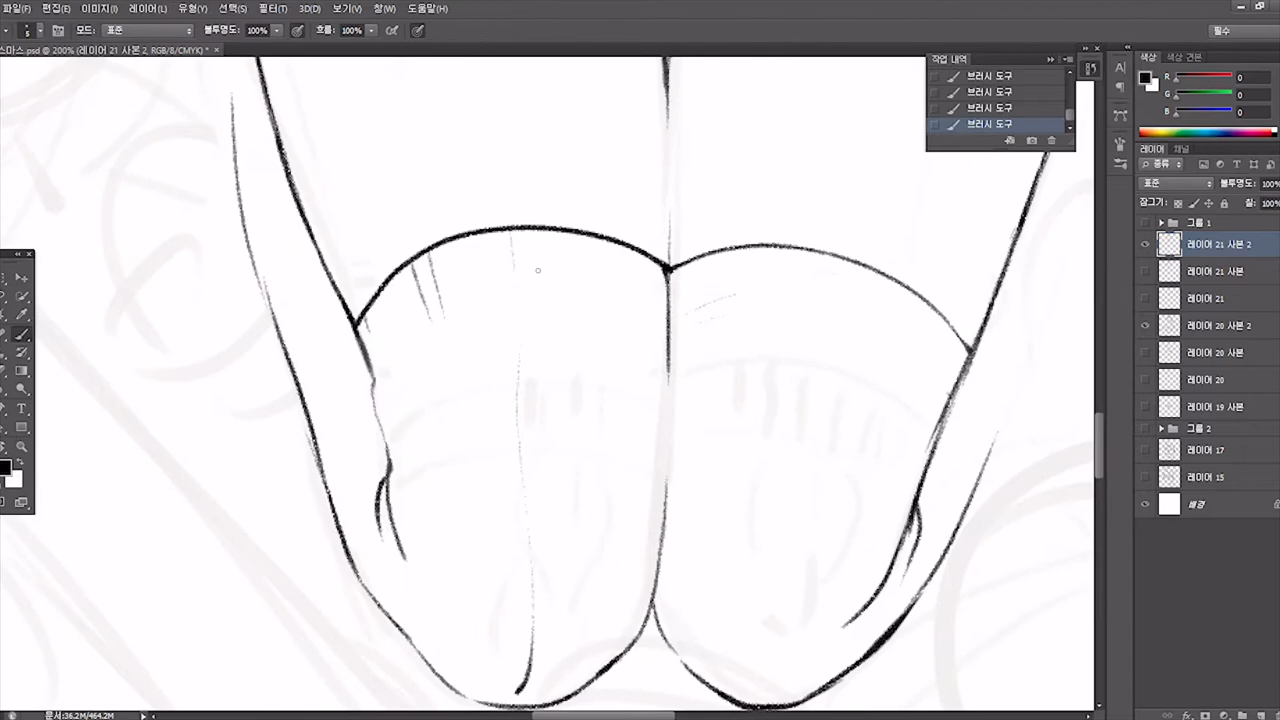 파일(F) 편집(E) 이미지(I) 레이어(L) 유형(Y) 선택(S) 필터(T) 3D(D) 보기(V) 창(W) 도움말(H)
5 모드: 표준 불투명도: 100% 흐름: 100% 필수
스마스.psd @ 200% (레이어 21 사본 2, RGB/8/CMYK) *
작업 내역
브러시 도구
브러시 도구
브러시 도구
브러시 도구
색상 색상 견본
R 0
G 0
B 0
레이어 채널
종류
표준 불투명도: 100%
잠그기: 칠: 100%
그룹 1
레이어 21 사본 2
레이어 21 사본
레이어 21
레이어 20 사본 2
레이어 20 사본
레이어 20
레이어 19 사본
그룹 2
레이어 17
레이어 15
배경
문서:36.2M/464.2M